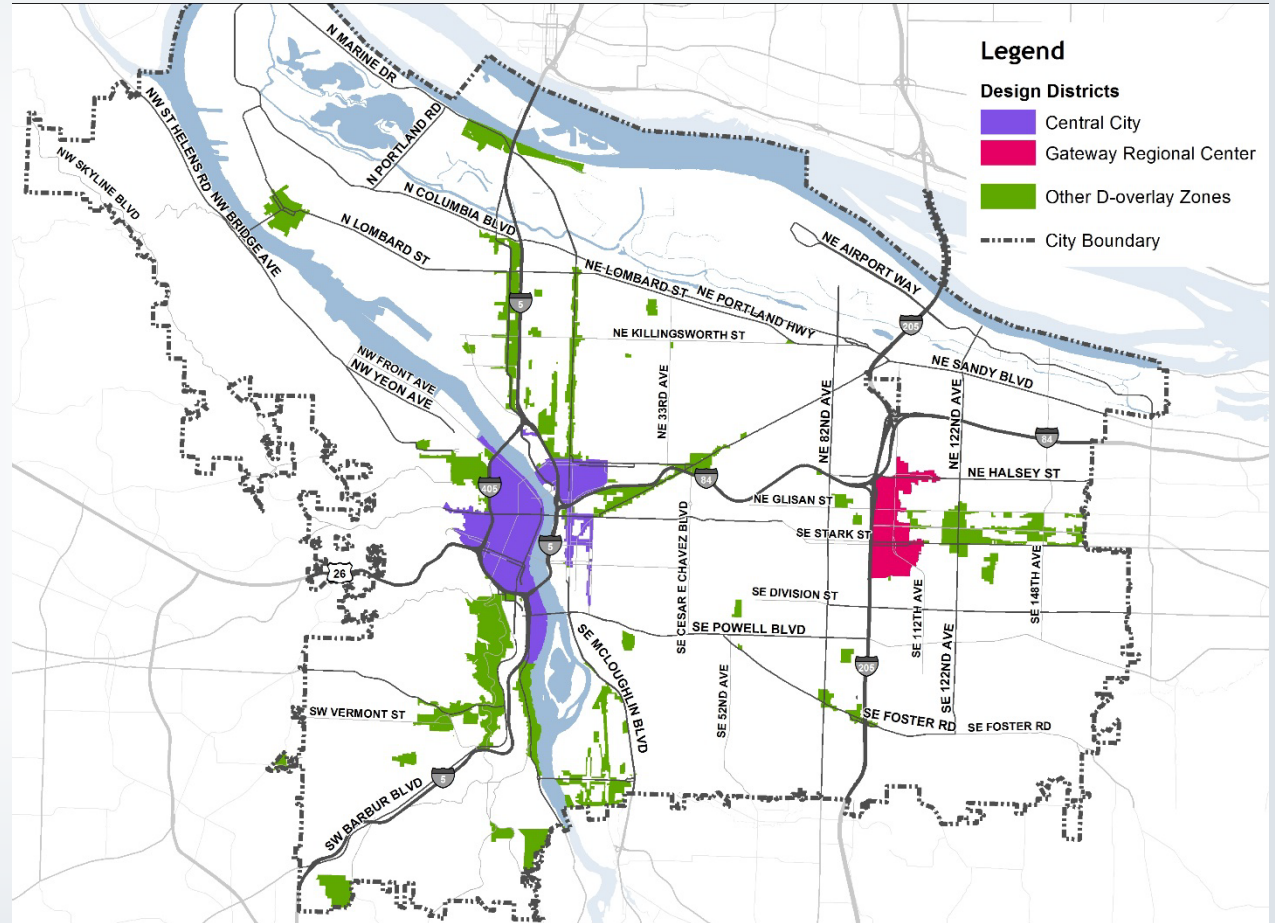 Legend
Design Districts
Central City
Gateway Regional Center
Other D-overlay Zones
City Boundary
N MARINE DR
N PORTLAND RD
NW ST HELENS RD
NW SKYLINE BLVD
NW BRIDGE AVE
N COLUMBIA BLVD
N LOMBARD ST
NE AIRPORT WAY
NE LOMBARD ST
NE PORTLAND HWY
5
205
NE KILLINGSWORTH ST
NW FRONT AVE
NW YEON AVE
NE SANDY BLVD
NE 33RD AVE
NE 82ND AVE
NE 122ND AVE
84
NE HALSEY ST
405
84
NE GLISAN ST
SE STARK ST
5
26
SE CESAR E CHAVEZ BLVD
SE 148TH AVE
SE DIVISION ST
SE 112TH AVE
SE POWELL BLVD
SE MCLOUGHLIN BLVD
205
SE 122ND AVE
SE 52ND AVE
SW VERMONT ST
SE FOSTER RD
SE FOSTER RD
5
SW BARBUR BLVD